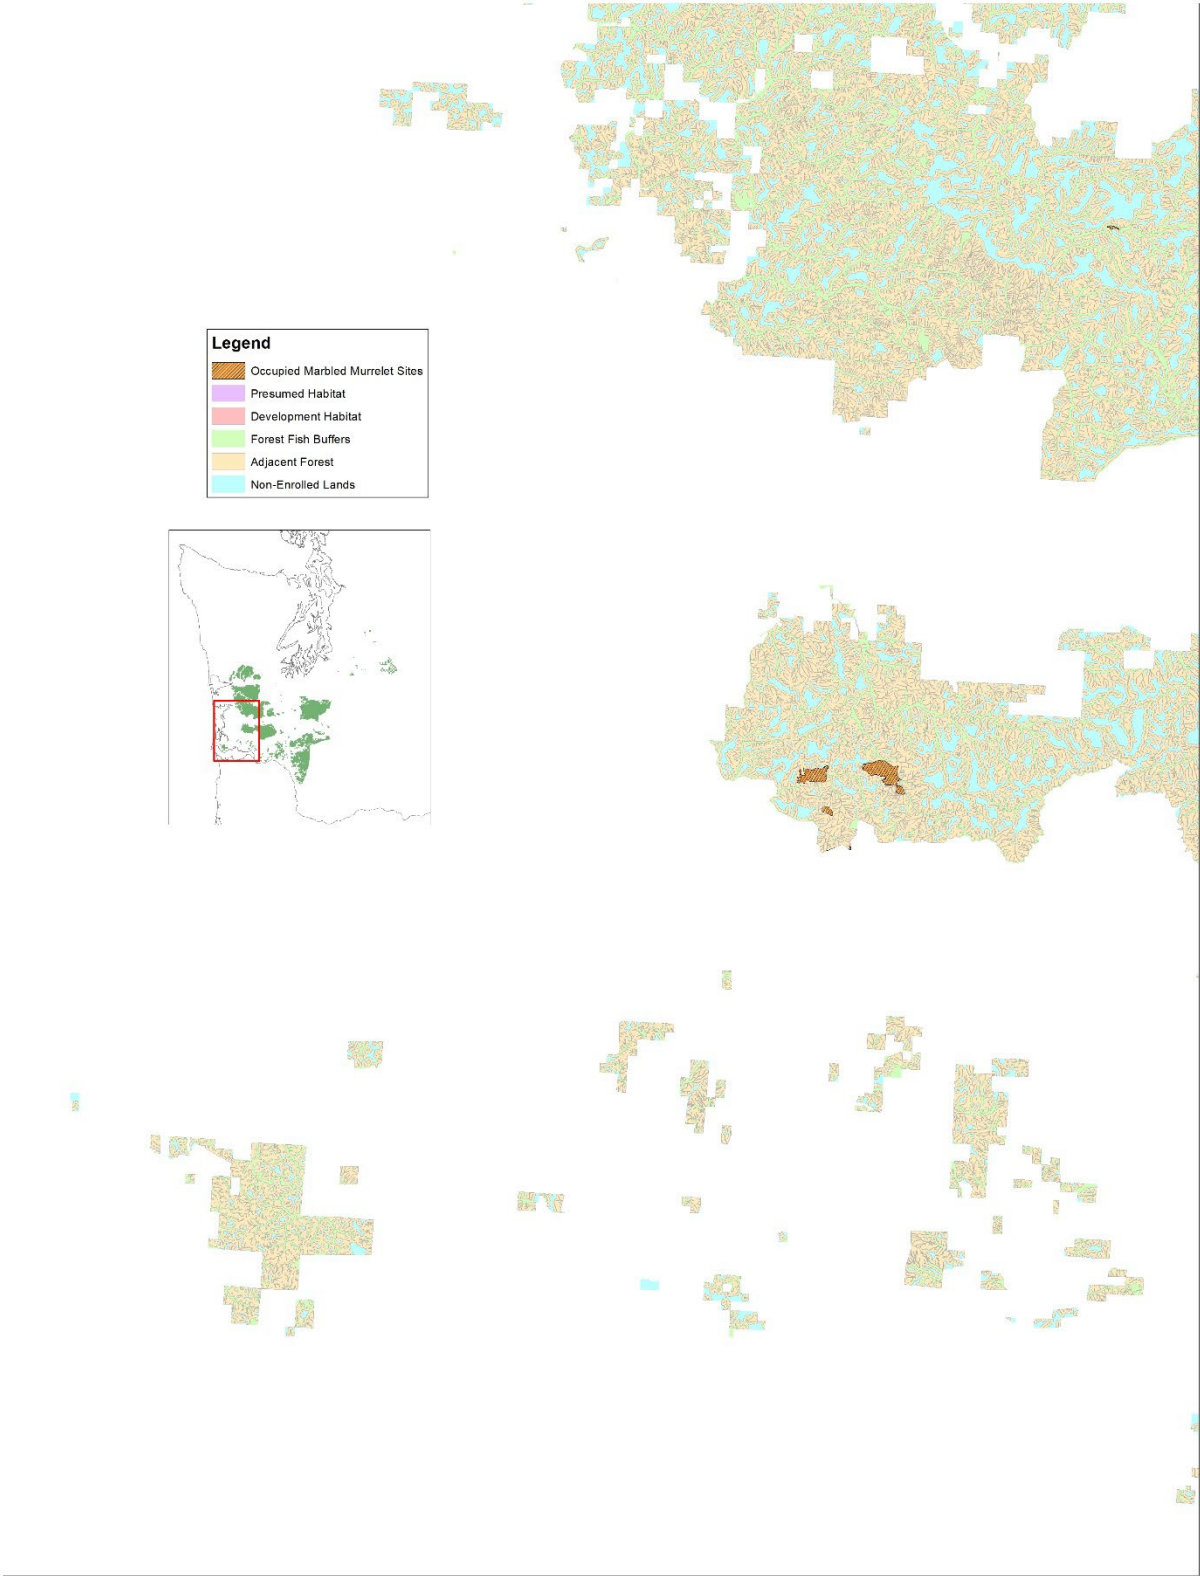 Legend
Occupied Marbled Murrelet Sites
Presumed Habitat
Development Habitat
Forest Fish Buffers
Adjacent Forest
Non-Enrolled Lands